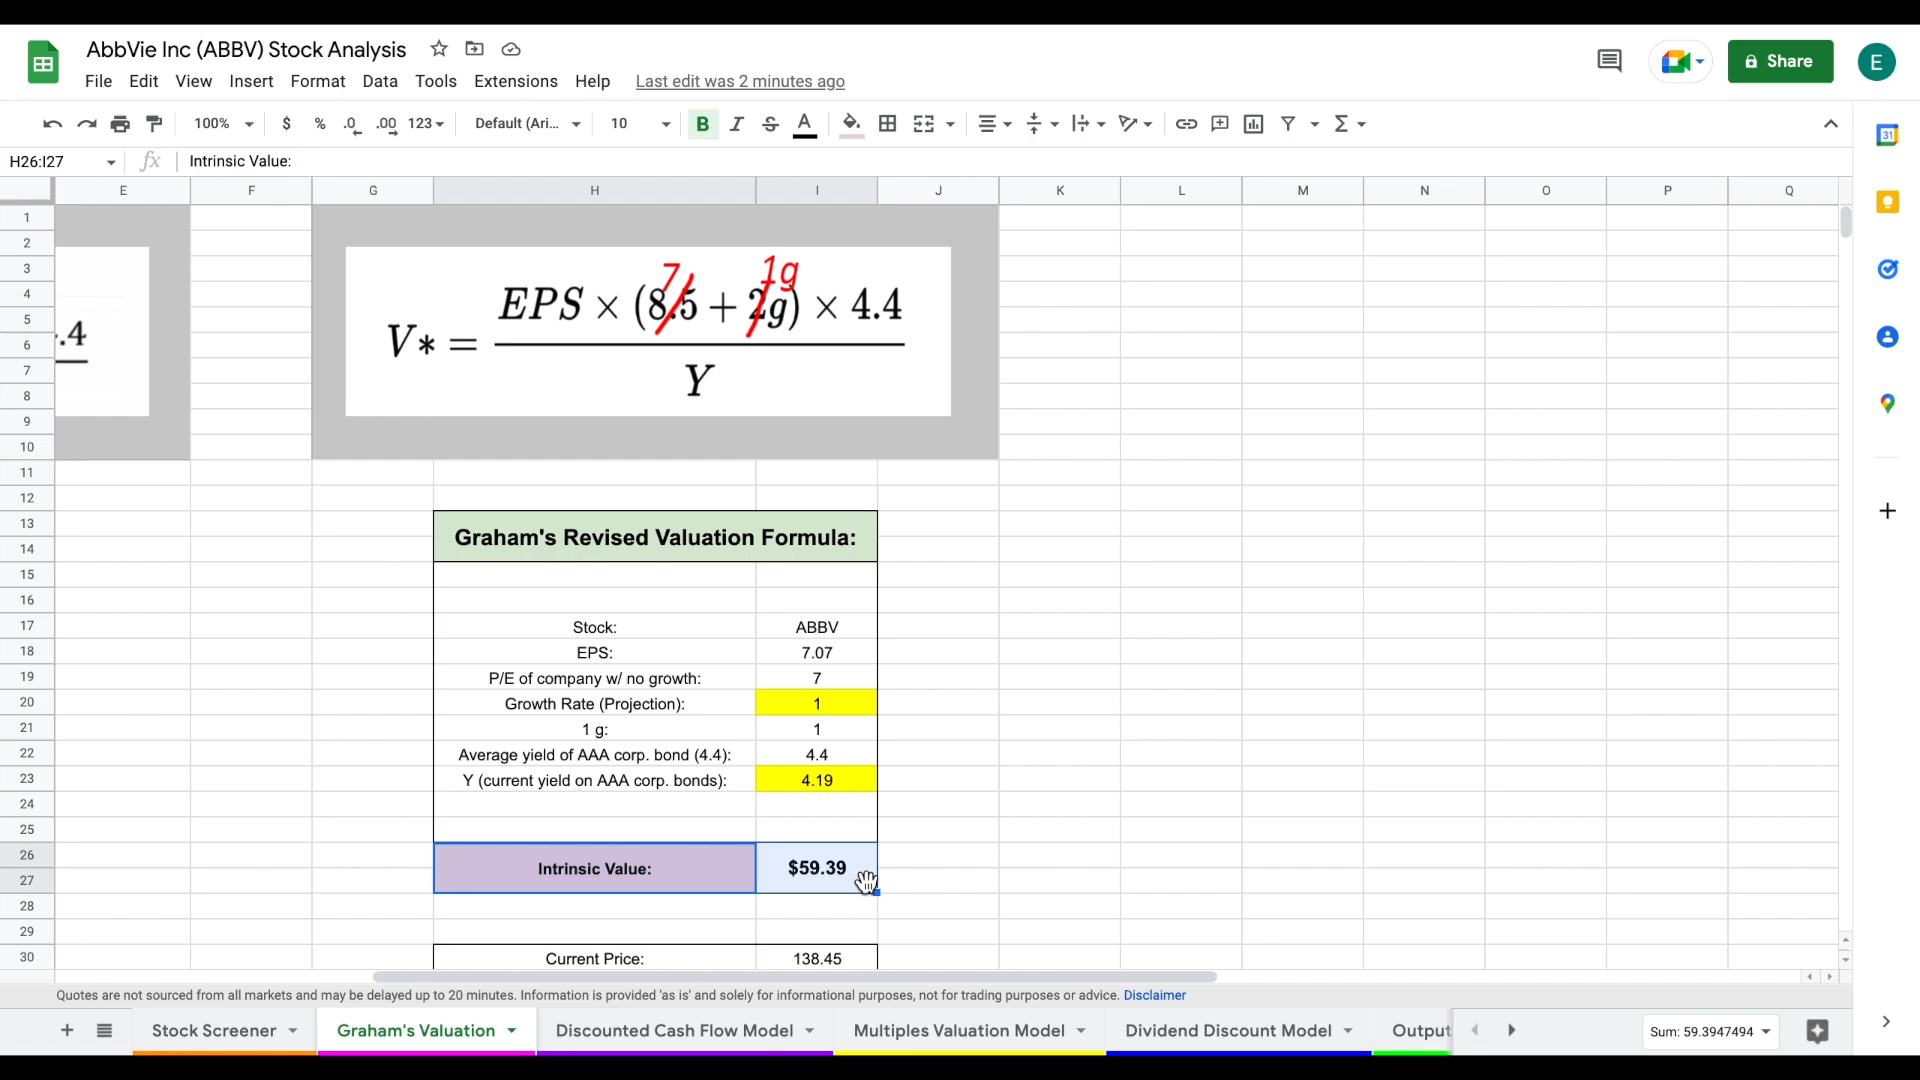 AbbVie Inc (ABBV) Stock Analysis
File Edit View Insert Format Data Tools Extensions Help Last edit was 2 minutes ago
Share
E
100% $ % .0 .00 123 Default (Ari... 10 B I S A
31
H26:I27 fx Intrinsic Value:
E F G H I J K L M N O P Q
1
2
3
4
5
6
7
8
9
10
11
12
13
14
15
16
17
18
19
20
21
22
23
24
25
26
27
28
29
30
.4
7 1g
EPS × (8.5 + 2g) × 4.4
V* =
Y
Graham's Revised Valuation Formula:
Stock: ABBV
EPS: 7.07
P/E of company w/ no growth: 7
Growth Rate (Projection): 1
1 g: 1
Average yield of AAA corp. bond (4.4): 4.4
Y (current yield on AAA corp. bonds): 4.19
Intrinsic Value: $59.39
Current Price: 138.45
Quotes are not sourced from all markets and may be delayed up to 20 minutes. Information is provided 'as is' and solely for informational purposes, not for trading purposes or advice. Disclaimer
Stock Screener Graham's Valuation Discounted Cash Flow Model Multiples Valuation Model Dividend Discount Model Output
Sum: 59.3947494